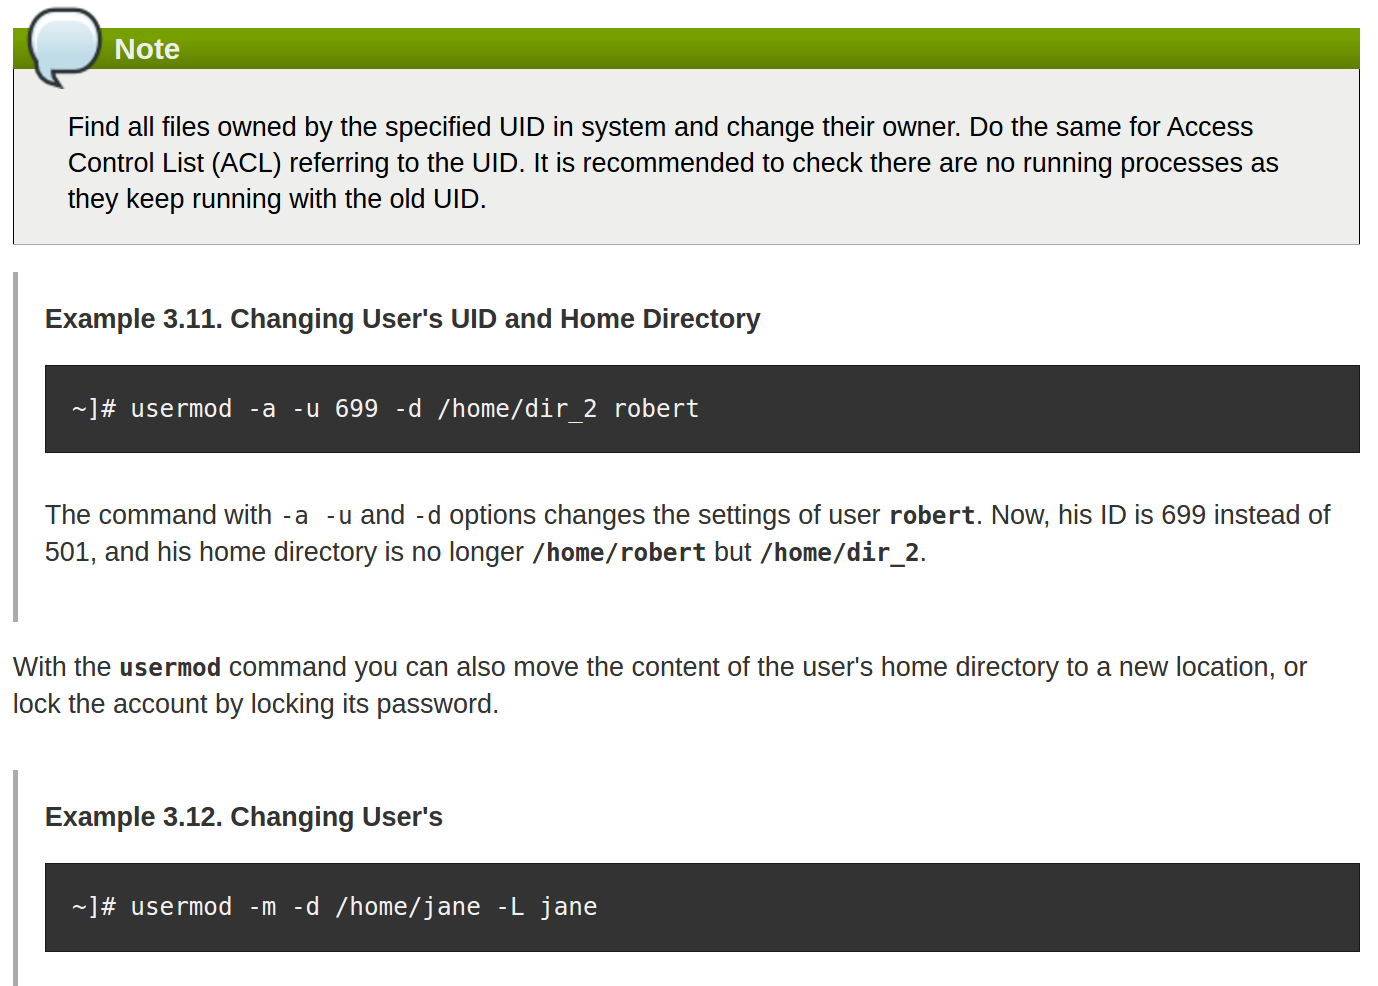 Note
Find all files owned by the specified UID in system and change their owner. Do the same for Access
Control List (ACL) referring to the UID. It is recommended to check there are no running processes as
they keep running with the old UID.
Example 3.11. Changing User's UID and Home Directory
~]# usermod -a -u 699 -d /home/dir_2 robert
The command with -a -u and -d options changes the settings of user robert. Now, his ID is 699 instead of
501, and his home directory is no longer /home/robert but /home/dir_2.
With the usermod command you can also move the content of the user's home directory to a new location, or
lock the account by locking its password.
Example 3.12. Changing User's
~]# usermod -m -d /home/jane -L jane